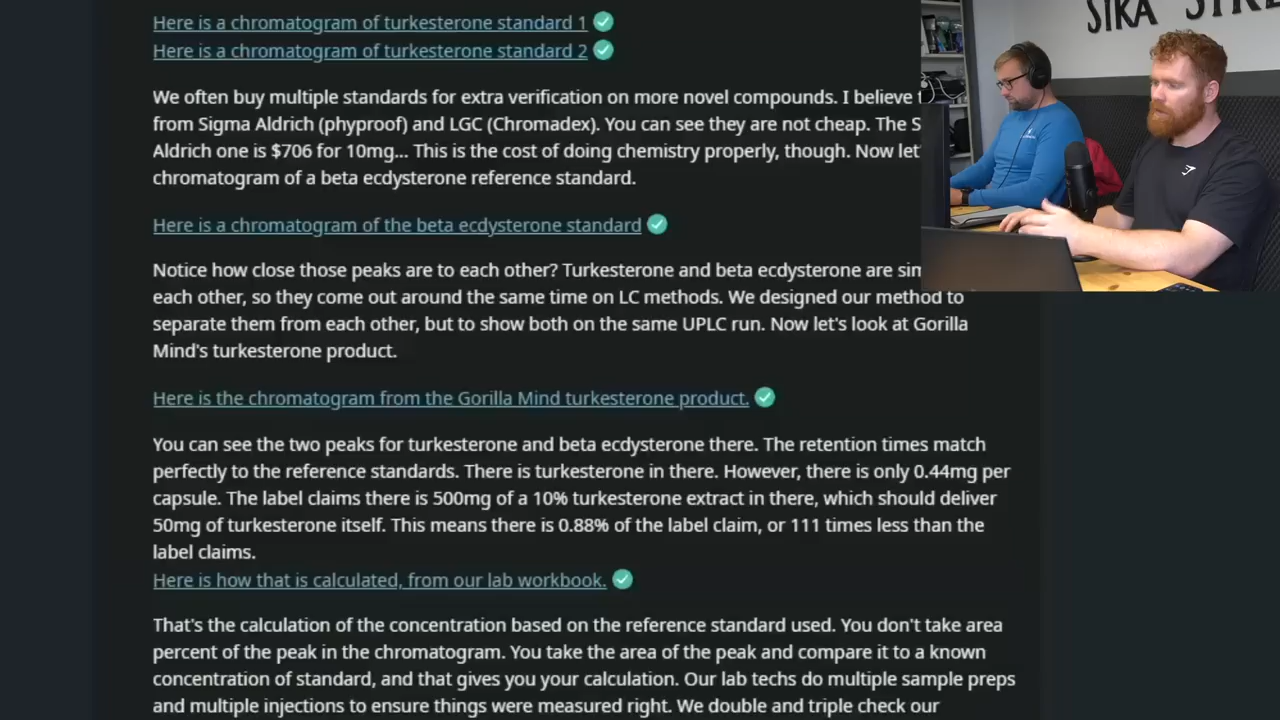 Here is a chromatogram of turkesterone standard 1
Here is a chromatogram of turkesterone standard 2
We often buy multiple standards for extra verification on more novel compounds. I believe
from Sigma Aldrich (phyproof) and LGC (Chromadex). You can see they are not cheap. The
Aldrich one is $706 for 10mg... This is the cost of doing chemistry properly, though. Now
chromatogram of a beta ecdysterone reference standard.
Here is a chromatogram of the beta ecdysterone standard
Notice how close those peaks are to each other? Turkesterone and beta ecdysterone are
each other, so they come out around the same time on LC methods. We designed our method to
separate them from each other, but to show both on the same UPLC run. Now let's look at Gorilla
Mind's turkesterone product.
Here is the chromatogram from the Gorilla Mind turkesterone product.
You can see the two peaks for turkesterone and beta ecdysterone there. The retention times match
perfectly to the reference standards. There is turkesterone in there. However, there is only 0.44mg per
capsule. The label claims there is 500mg of a 10% turkesterone extract in there, which should deliver
50mg of turkesterone itself. This means there is 0.88% of the label claim, or 111 times less than the
label claims.
Here is how that is calculated, from our lab workbook.
That's the calculation of the concentration based on the reference standard used. You don't take area
percent of the peak in the chromatogram. You take the area of the peak and compare it to a known
concentration of standard, and that gives you your calculation. Our lab techs do multiple sample preps
and multiple injections to ensure things were measured right. We double and triple check our
SIKA